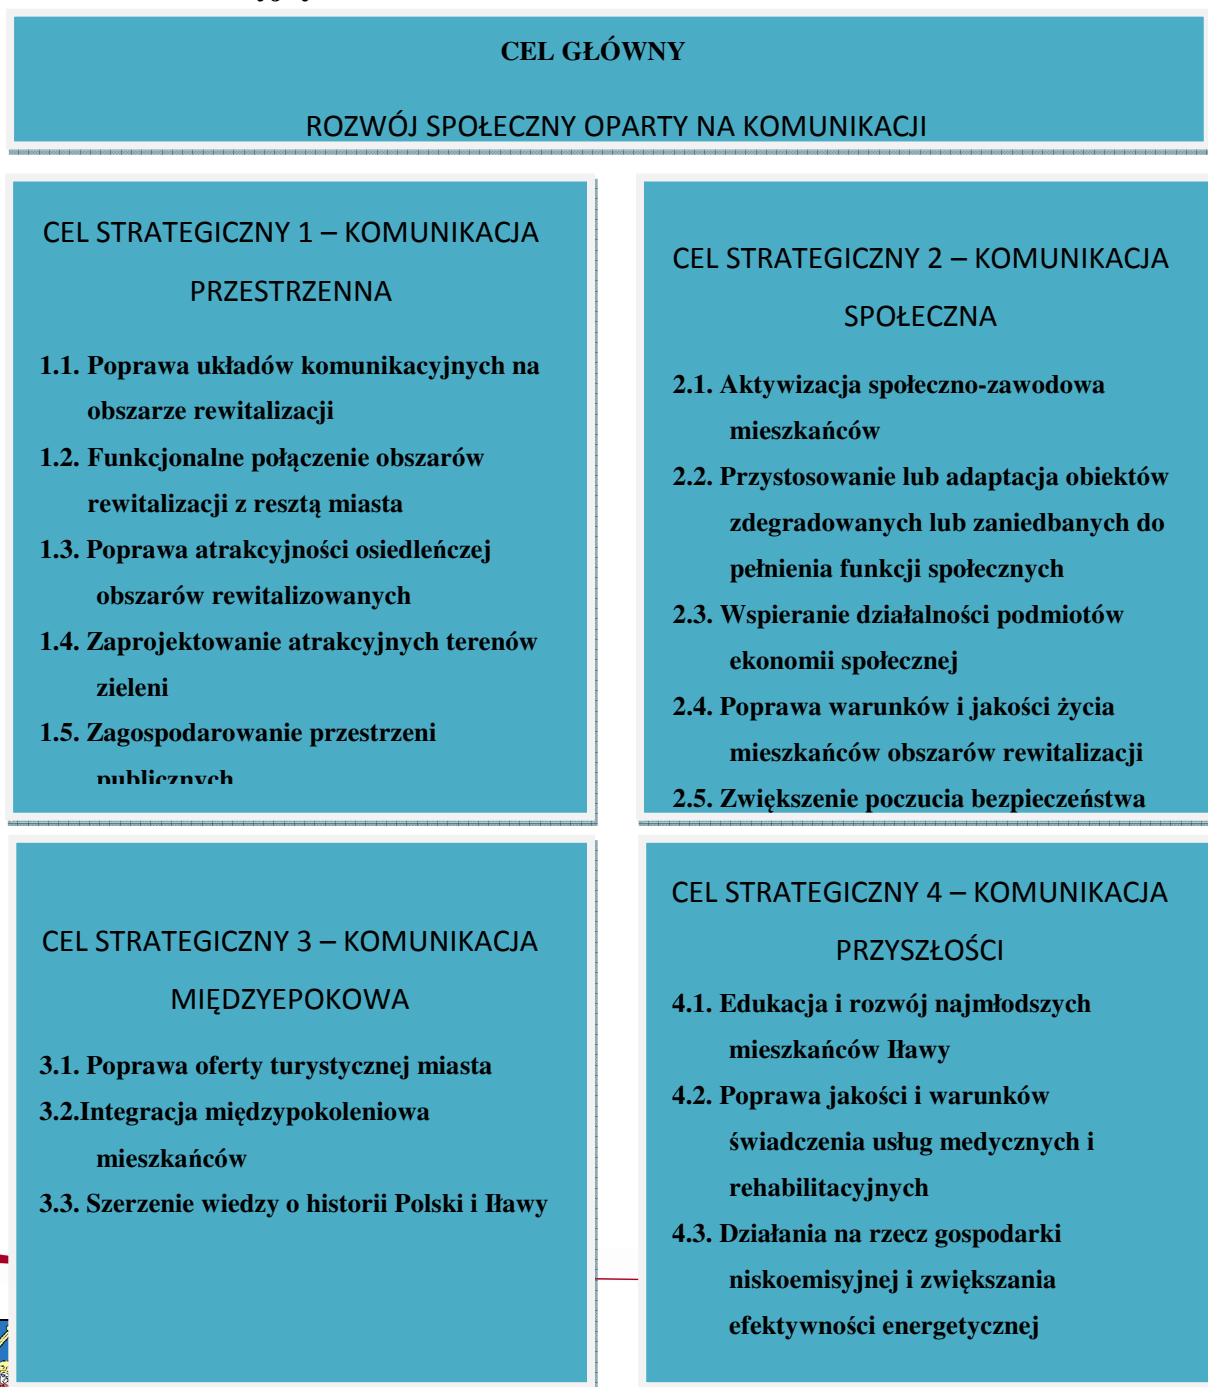 CEL GŁÓWNY
ROZWÓJ SPOŁECZNY OPARTY NA KOMUNIKACJI
CEL STRATEGICZNY 1 – KOMUNIKACJA
PRZESTRZENNA
1.1. Poprawa układów komunikacyjnych na
obszarze rewitalizacji
1.2. Funkcjonalne połączenie obszarów
rewitalizacji z resztą miasta
1.3. Poprawa atrakcyjności osiedleńczej
obszarów rewitalizowanych
1.4. Zaprojektowanie atrakcyjnych terenów
zieleni
1.5. Zagospodarowanie przestrzeni
publicznych
CEL STRATEGICZNY 2 – KOMUNIKACJA
SPOŁECZNA
2.1. Aktywizacja społeczno-zawodowa
mieszkańców
2.2. Przystosowanie lub adaptacja obiektów
zdegradowanych lub zaniedbanych do
pełnienia funkcji społecznych
2.3. Wspieranie działalności podmiotów
ekonomii społecznej
2.4. Poprawa warunków i jakości życia
mieszkańców obszarów rewitalizacji
2.5. Zwiększenie poczucia bezpieczeństwa
CEL STRATEGICZNY 3 – KOMUNIKACJA
MIĘDZYEPOKOWA
3.1. Poprawa oferty turystycznej miasta
3.2.Integracja międzypokoleniowa
mieszkańców
3.3. Szerzenie wiedzy o historii Polski i Iławy
CEL STRATEGICZNY 4 – KOMUNIKACJA
PRZYSZŁOŚCI
4.1. Edukacja i rozwój najmłodszych
mieszkańców Iławy
4.2. Poprawa jakości i warunków
świadczenia usług medycznych i
rehabilitacyjnych
4.3. Działania na rzecz gospodarki
niskoemisyjnej i zwiększania
efektywności energetycznej